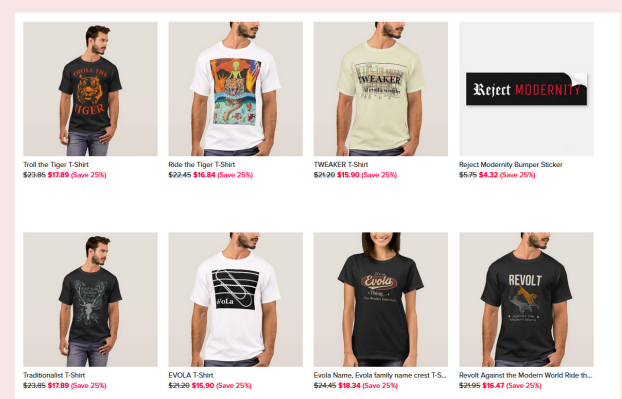 TROLL THE
TIGER
TWEAKER
Reject MODERNITY
Troll the Tiger T-Shirt
$23.85 $17.89 (Save 25%)
Ride the Tiger T-Shirt
$22.45 $16.84 (Save 25%)
TWEAKER T-Shirt
$21.20 $15.90 (Save 25%)
Reject Modernity Bumper Sticker
$5.75 $4.32 (Save 25%)
Evola
REVOLT
Traditionalist T-Shirt
$23.85 $17.89 (Save 25%)
EVOLA T-Shirt
$21.20 $15.90 (Save 25%)
Evola Name, Evola family name crest T-S...
$24.45 $18.34 (Save 25%)
Revolt Against the Modern World Ride th...
$21.95 $16.47 (Save 25%)